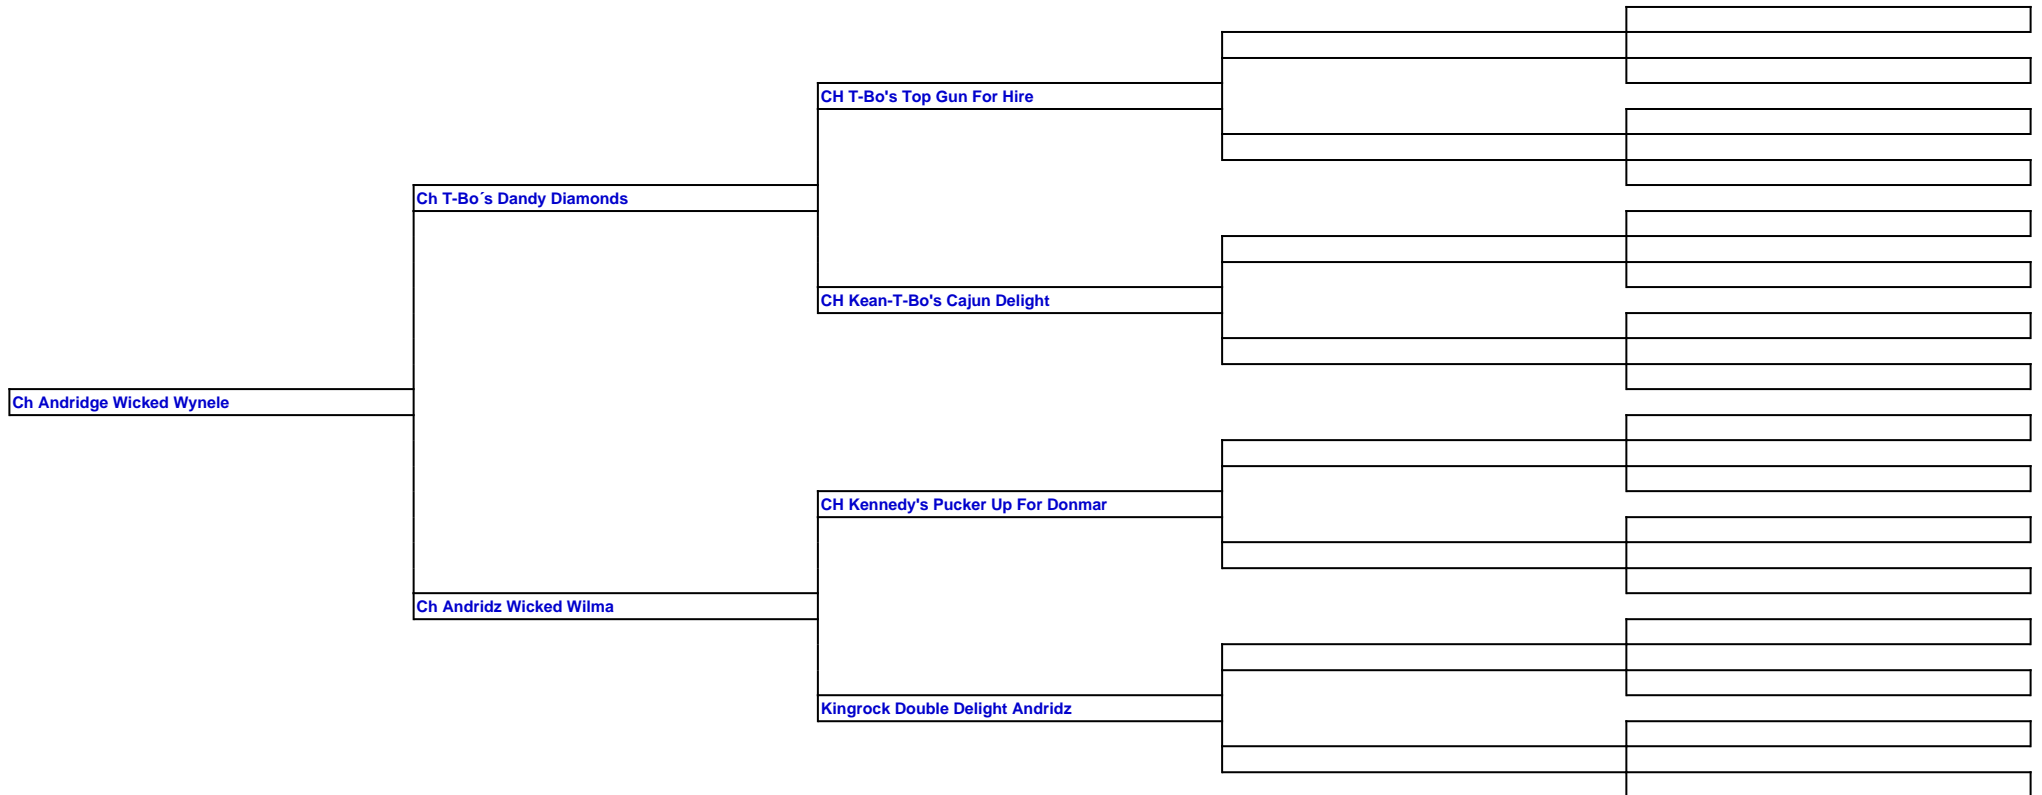 CH T-Bo's Top Gun For Hire
Ch T-Bo´s Dandy Diamonds
CH Kean-T-Bo's Cajun Delight
Ch Andridge Wicked Wynele
CH Kennedy's Pucker Up For Donmar
Ch Andridz Wicked Wilma
Kingrock Double Delight Andridz